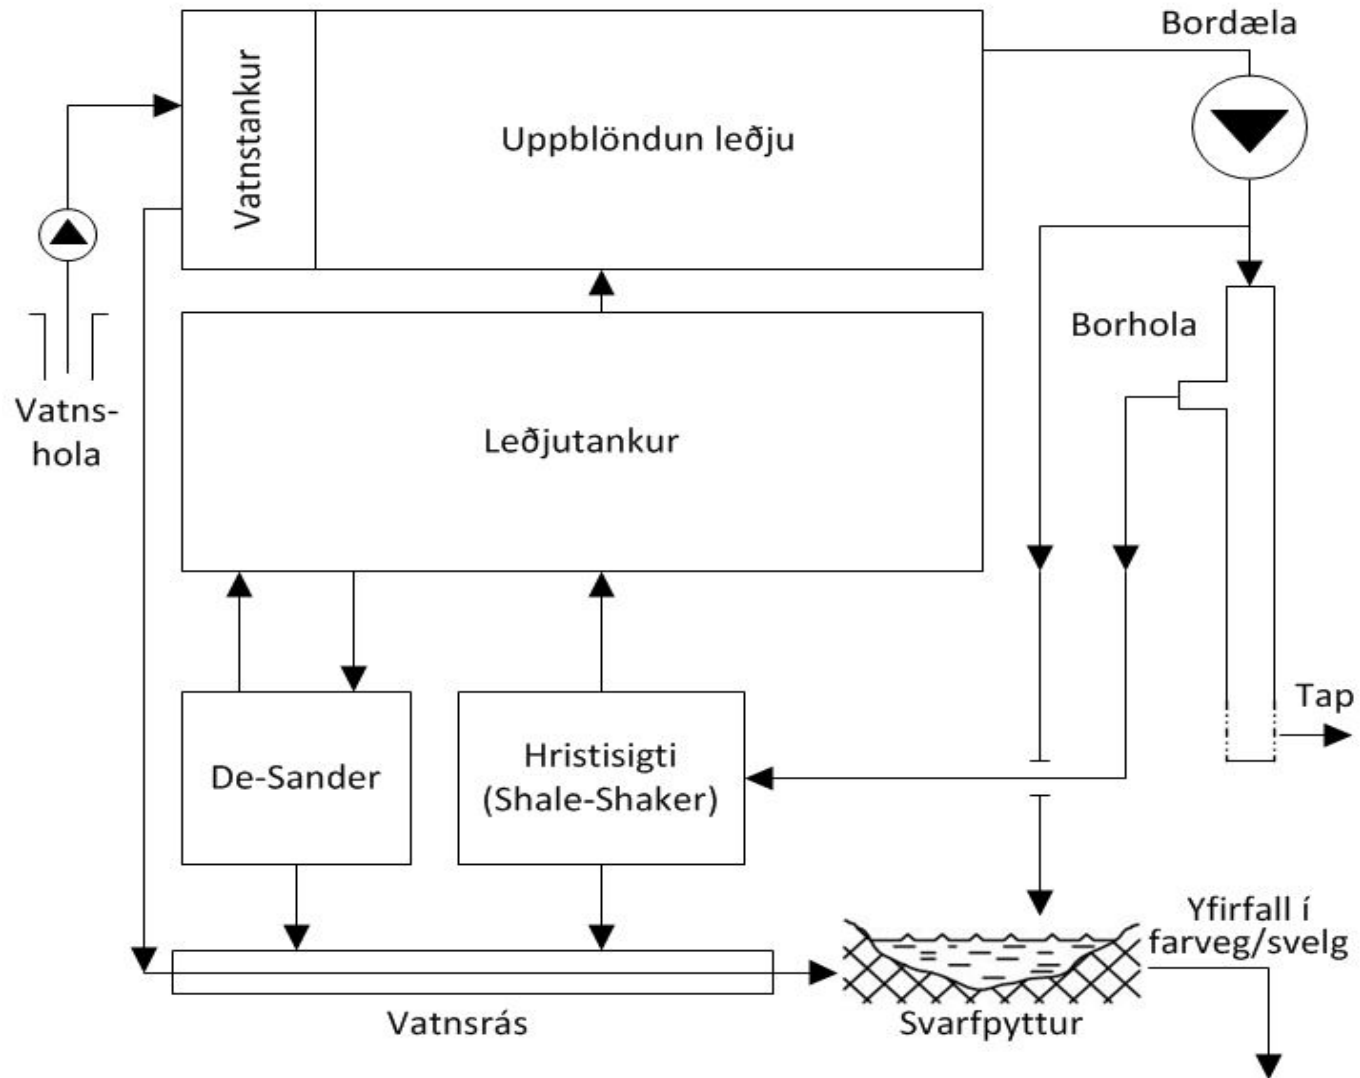 Bordæla
Vatnstankur
Uppblöndun leðju
Borhola
Vatns-
hola
Leðjutankur
Tap
De-Sander
Hristisigti
(Shale-Shaker)
Yfirfall í
farveg/svelg
Vatnsrás
Svarfpyttur